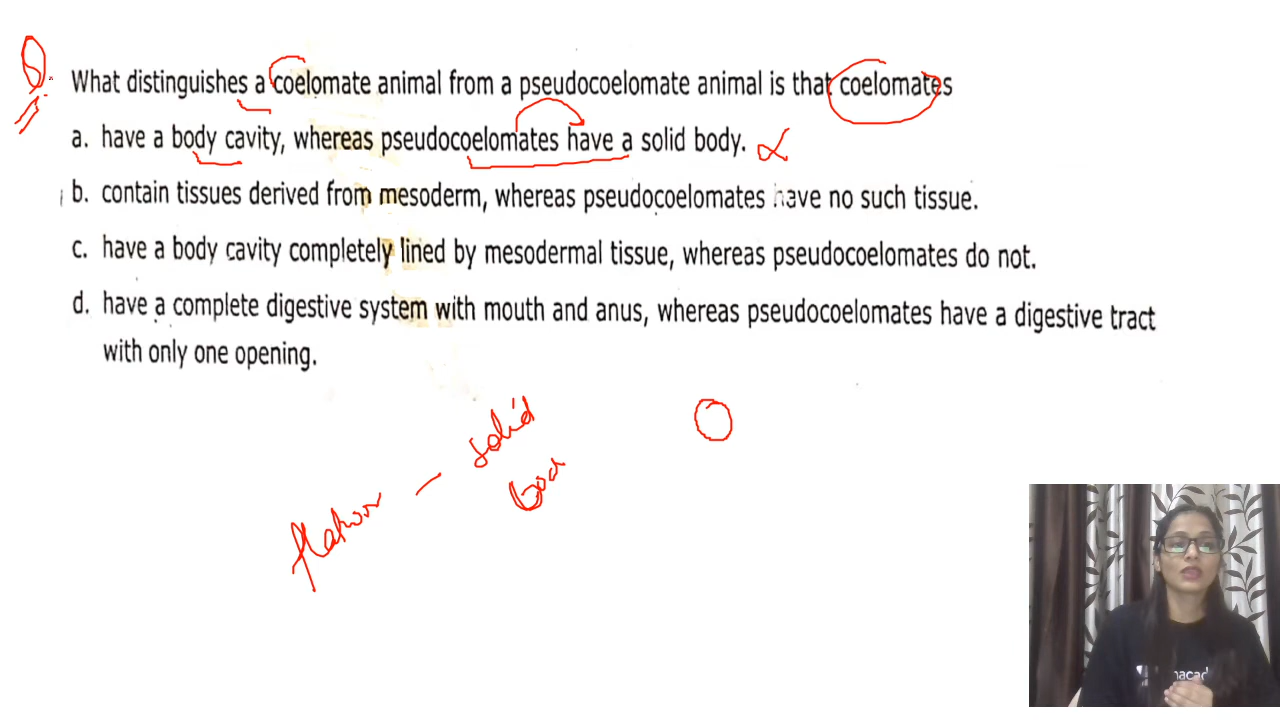 Q.
What distinguishes a coelomate animal from a pseudocoelomate animal is that coelomates
a. have a body cavity, whereas pseudocoelomates have a solid body.
b. contain tissues derived from mesoderm, whereas pseudocoelomates have no such tissue.
c. have a body cavity completely lined by mesodermal tissue, whereas pseudocoelomates do not.
d. have a complete digestive system with mouth and anus, whereas pseudocoelomates have a digestive tract
with only one opening.
solid